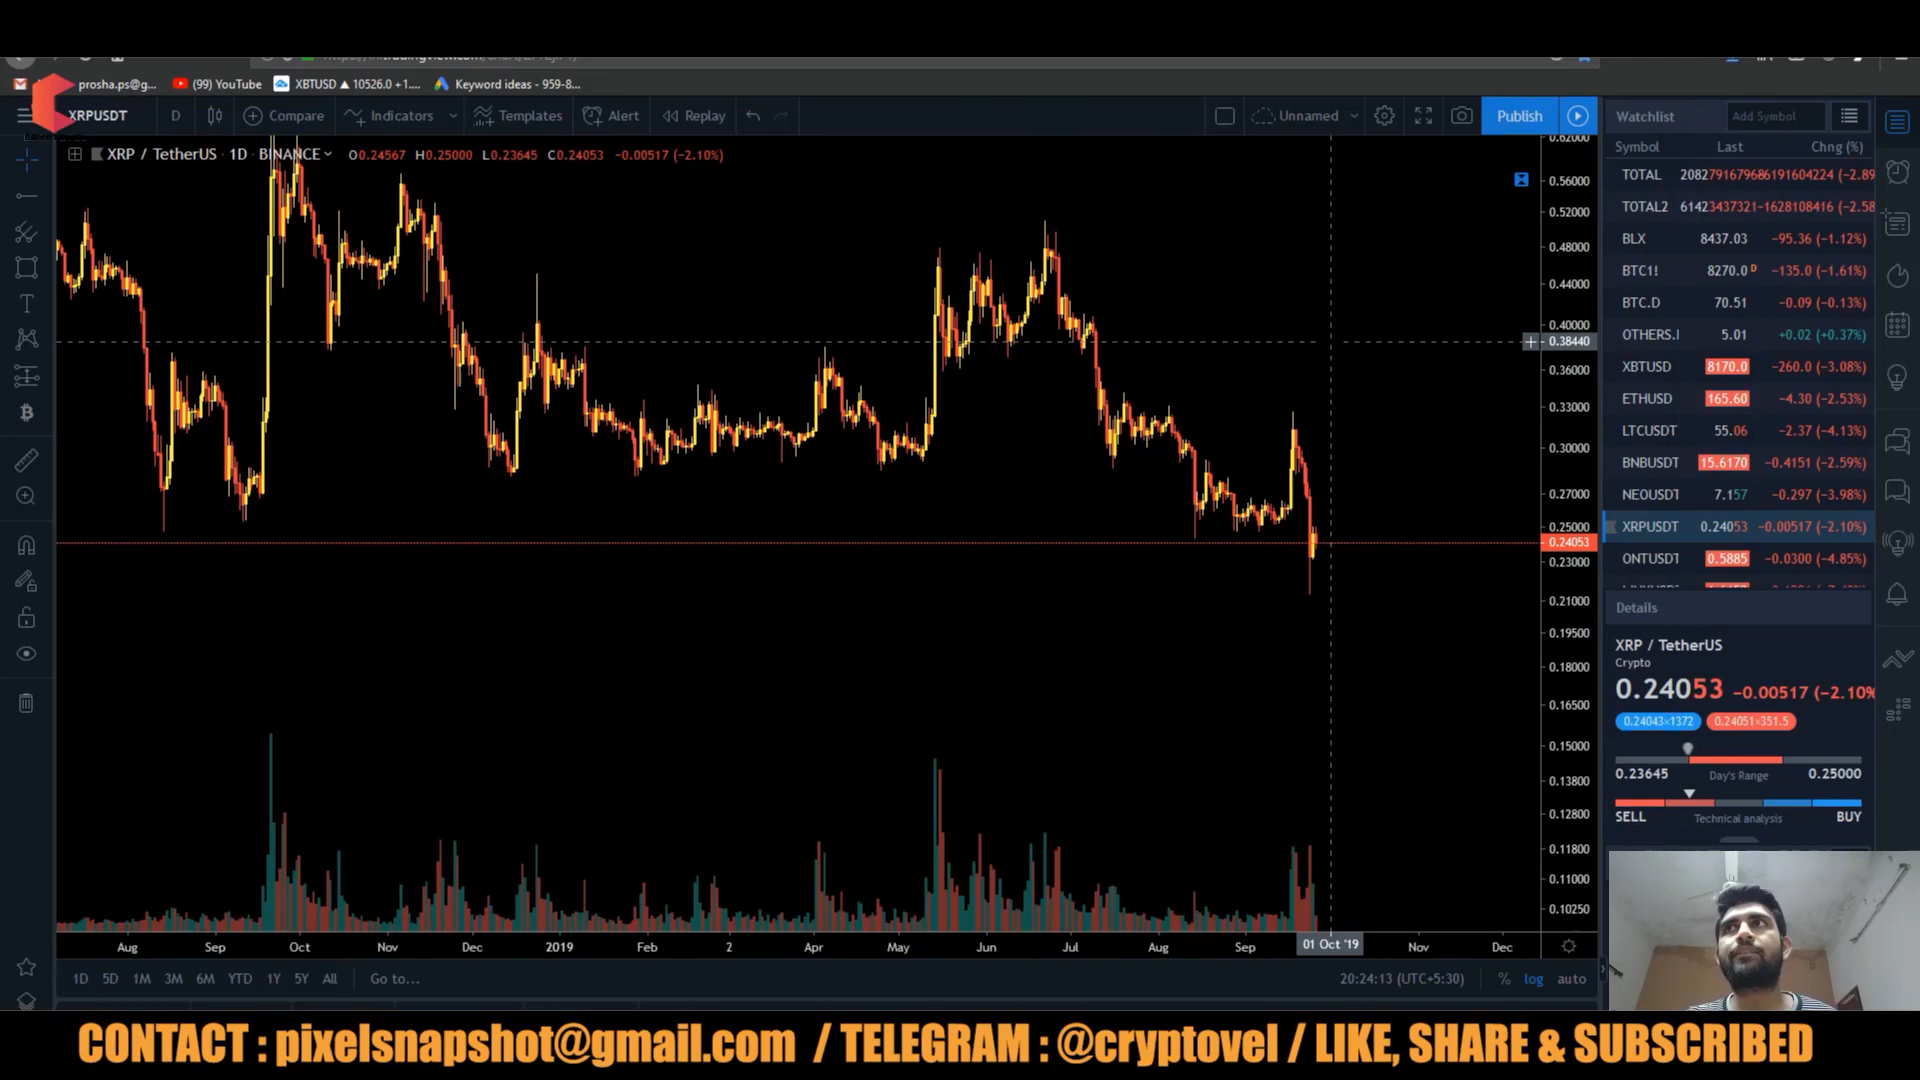 prosha.ps@g...
(99) YouTube
XBTUSD ▲ 10526.0 +1....
Keyword ideas - 959-8...
XRPUSDT
D
Compare
Indicators
Templates
Alert
Replay
Unnamed
Publish
Watchlist
Add Symbol
XRP / TetherUS · 1D · BINANCE
O0.24567 H0.25000 L0.23645 C0.24053 -0.00517 (-2.10%)
Symbol Last Chng (%)
TOTAL
TOTAL2
BLX 8437.03 -95.36 (-1.12%)
BTC1! 8270.0 D -135.0 (-1.61%)
BTC.D 70.51 -0.09 (-0.13%)
OTHERS.I 5.01 +0.02 (+0.37%)
XBTUSD 8170.0 -260.0 (-3.08%)
ETHUSD 165.60 -4.30 (-2.53%)
LTCUSDT 55.06 -2.37 (-4.13%)
BNBUSDT 15.6170 -0.4151 (-2.59%)
NEOUSDT 7.157 -0.297 (-3.98%)
XRPUSDT 0.24053 -0.00517 (-2.10%)
ONTUSDT 0.5885 -0.0300 (-4.85%)
0.56000
0.52000
0.48000
0.44000
0.40000
0.38440
0.36000
0.33000
0.30000
0.27000
0.25000
0.24053
0.23000
0.21000
0.19500
0.18000
0.16500
0.15000
0.13800
0.12800
0.11800
0.11000
0.10250
Details
XRP / TetherUS
Crypto
0.24053 -0.00517 (-2.10%
0.24043×1372 0.24051×351.5
0.23645 Day's Range 0.25000
SELL Technical analysis BUY
Aug Sep Oct Nov Dec 2019 Feb 2 Apr May Jun Jul Aug Sep 01 Oct '19 Nov Dec
1D 5D 1M 3M 6M YTD 1Y 5Y All Go to...
20:24:13 (UTC+5:30) % log auto
CONTACT : pixelsnapshot@gmail.com / TELEGRAM : @cryptovel / LIKE, SHARE & SUBSCRIBED